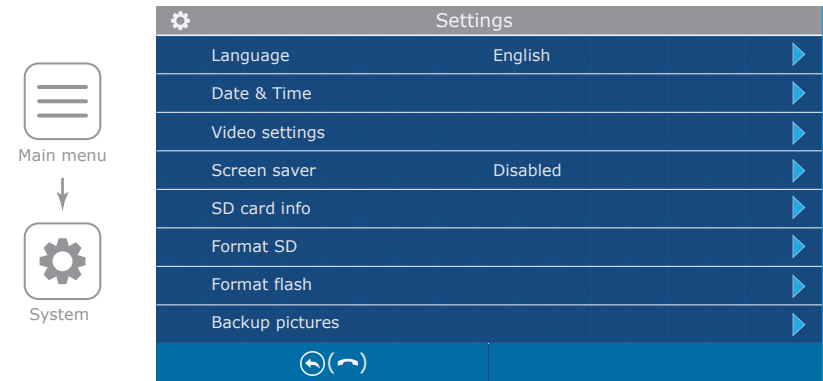 Main menu
System
Settings
Language English
Date & Time
Video settings
Screen saver Disabled
SD card info
Format SD
Format flash
Backup pictures